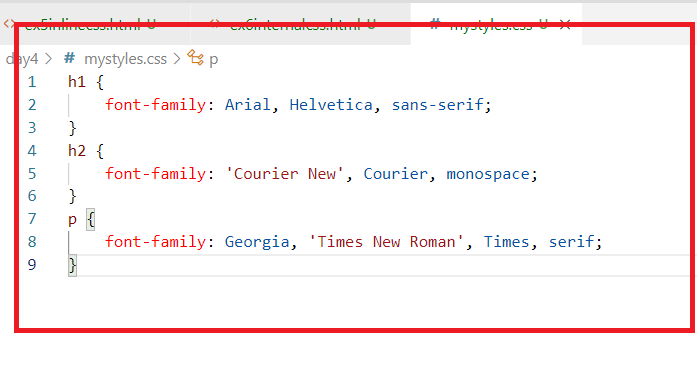 ex5inlinecss.html U ex6internalcss.html U # mystyles.css U ×
day4 > # mystyles.css > p
1 h1 {
2 font-family: Arial, Helvetica, sans-serif;
3 }
4 h2 {
5 font-family: 'Courier New', Courier, monospace;
6 }
7 p {
8 font-family: Georgia, 'Times New Roman', Times, serif;
9 }